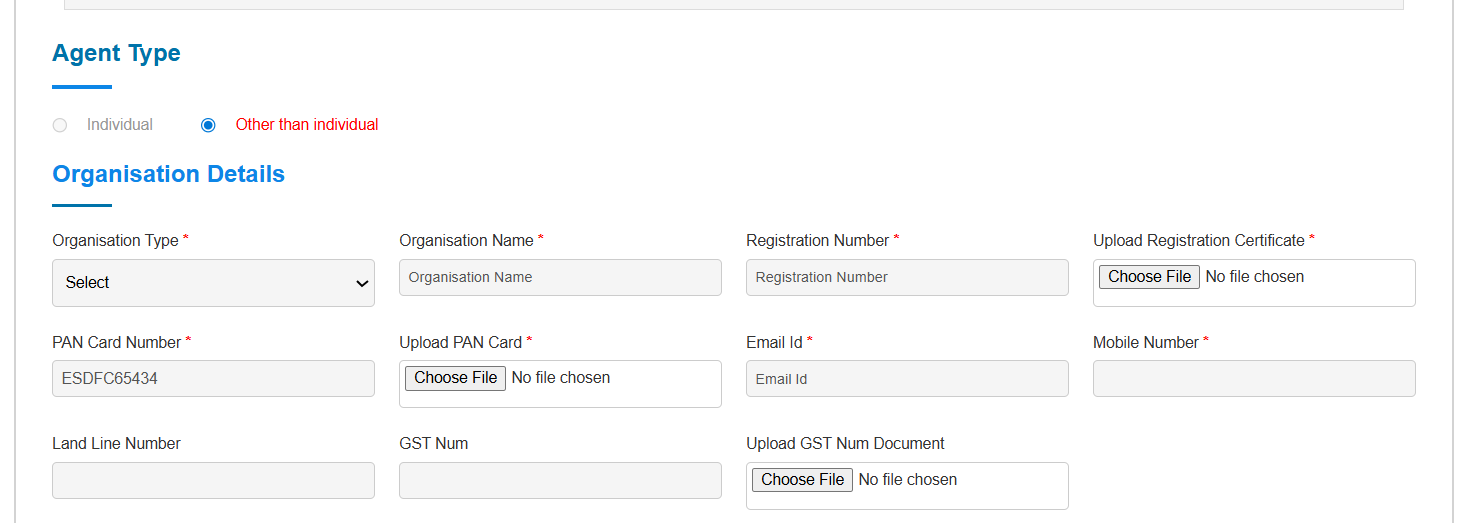 Agent Type
Individual Other than individual
Organisation Details
Organisation Type * Organisation Name * Registration Number * Upload Registration Certificate *
Select Organisation Name Registration Number Choose File No file chosen
PAN Card Number * Upload PAN Card * Email Id * Mobile Number *
ESDFC65434 Choose File No file chosen Email Id
Land Line Number GST Num Upload GST Num Document
Choose File No file chosen